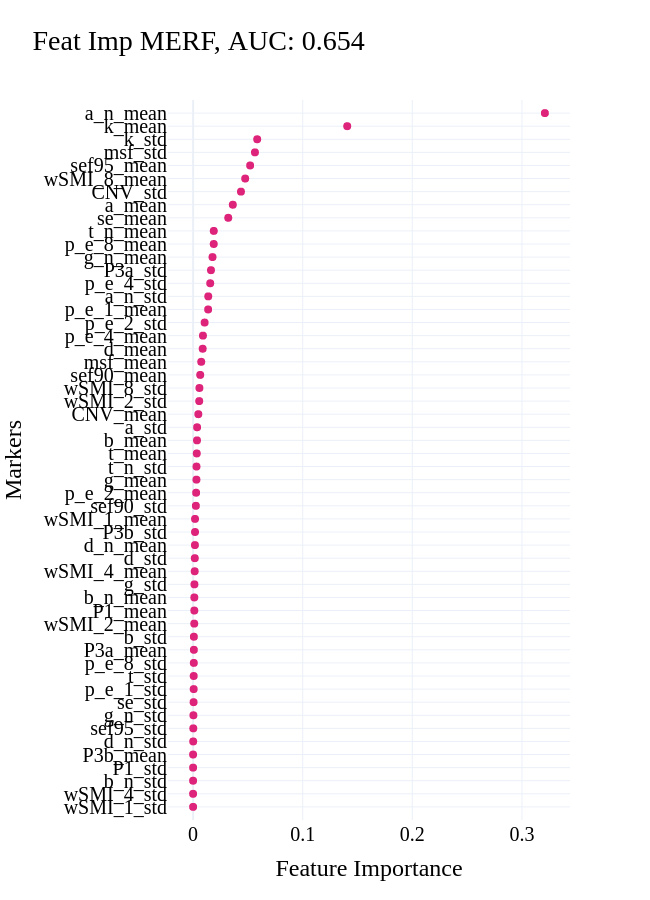 Feat Imp MERF, AUC: 0.654
a_n_mean
k_mean
k_std
msf_std
sef95_mean
wSMI_8_mean
CNV_std
a_mean
se_mean
t_n_mean
p_e_8_mean
g_n_mean
P3a_std
p_e_4_std
a_n_std
p_e_1_mean
p_e_2_std
p_e_4_mean
d_mean
msf_mean
sef90_mean
wSMI_8_std
wSMI_2_std
CNV_mean
a_std
b_mean
t_mean
t_n_std
g_mean
p_e_2_mean
sef90_std
wSMI_1_mean
P3b_std
d_n_mean
d_std
wSMI_4_mean
g_std
b_n_mean
P1_mean
wSMI_2_mean
b_std
P3a_mean
p_e_8_std
t_std
p_e_1_std
se_std
g_n_std
sef95_std
d_n_std
P3b_mean
P1_std
b_n_std
wSMI_4_std
wSMI_1_std
Markers
0 0.1 0.2 0.3
Feature Importance